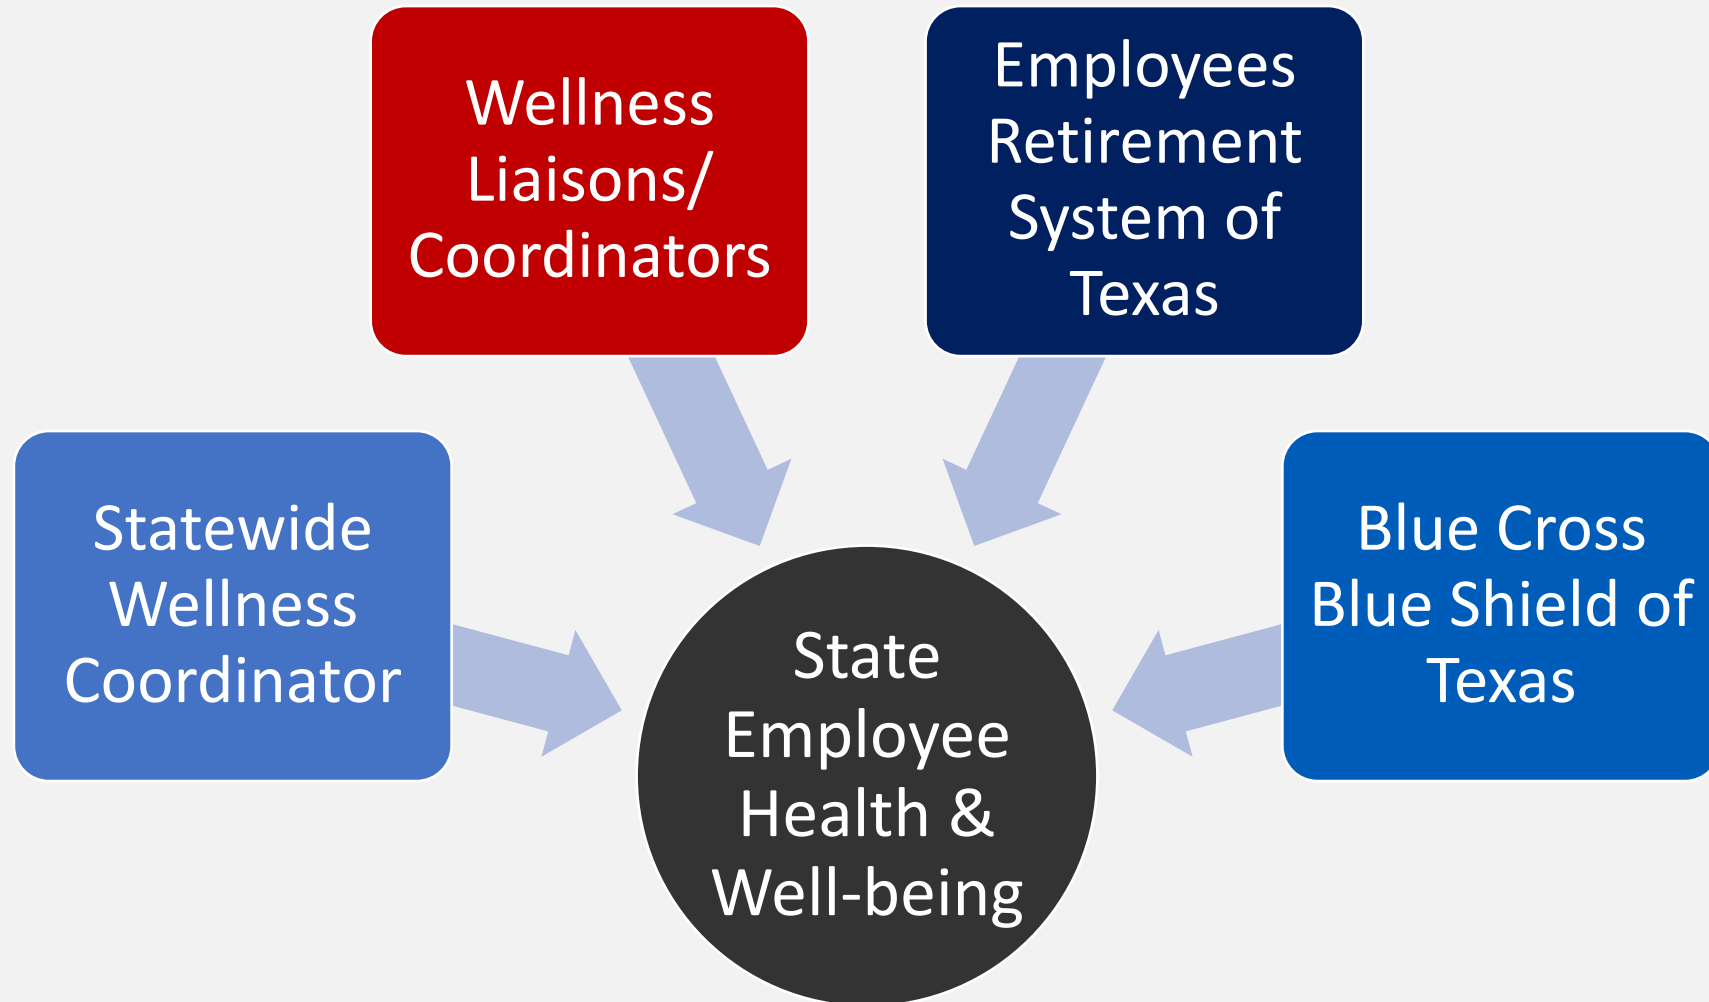 Wellness
Liaisons/
Coordinators
Employees
Retirement
System of
Texas
Statewide
Wellness
Coordinator
Blue Cross
Blue Shield of
Texas
State
Employee
Health &
Well-being